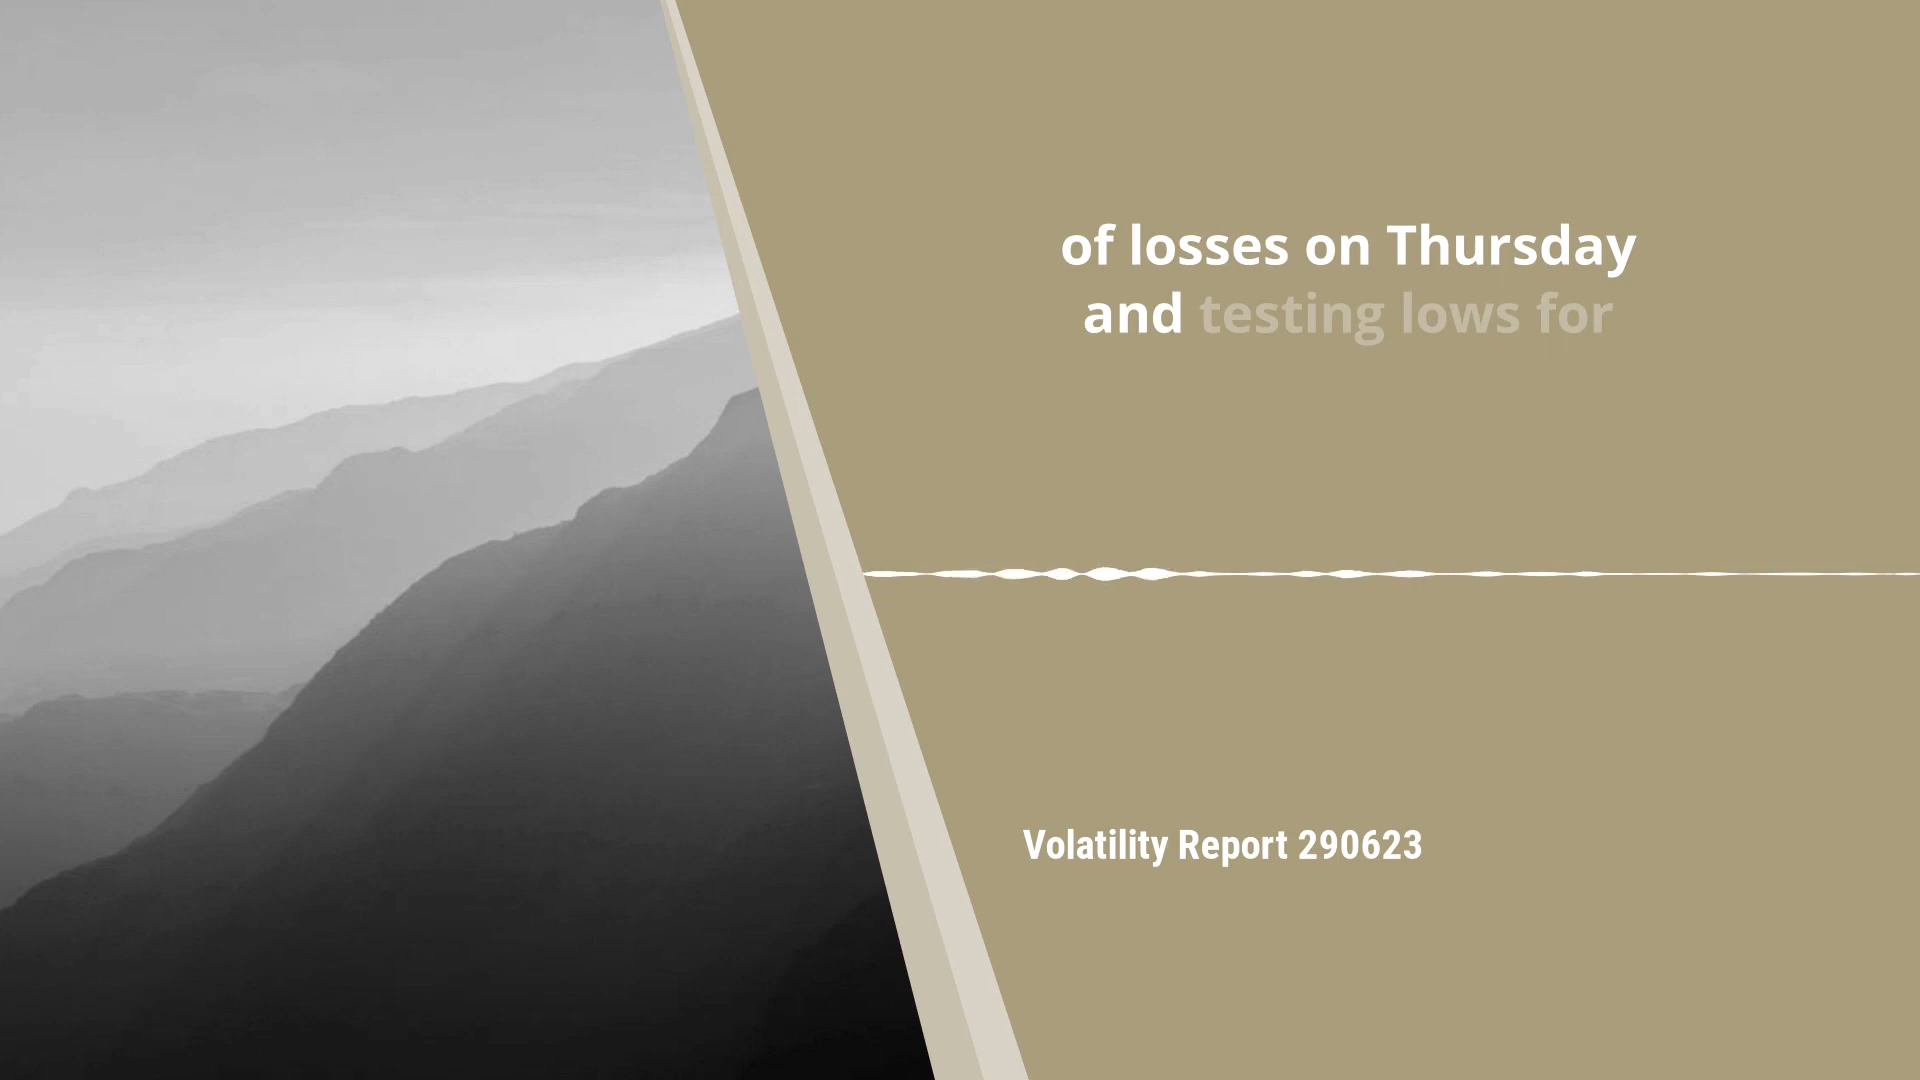 of losses on Thursday
and testing lows for
Volatility Report 290623